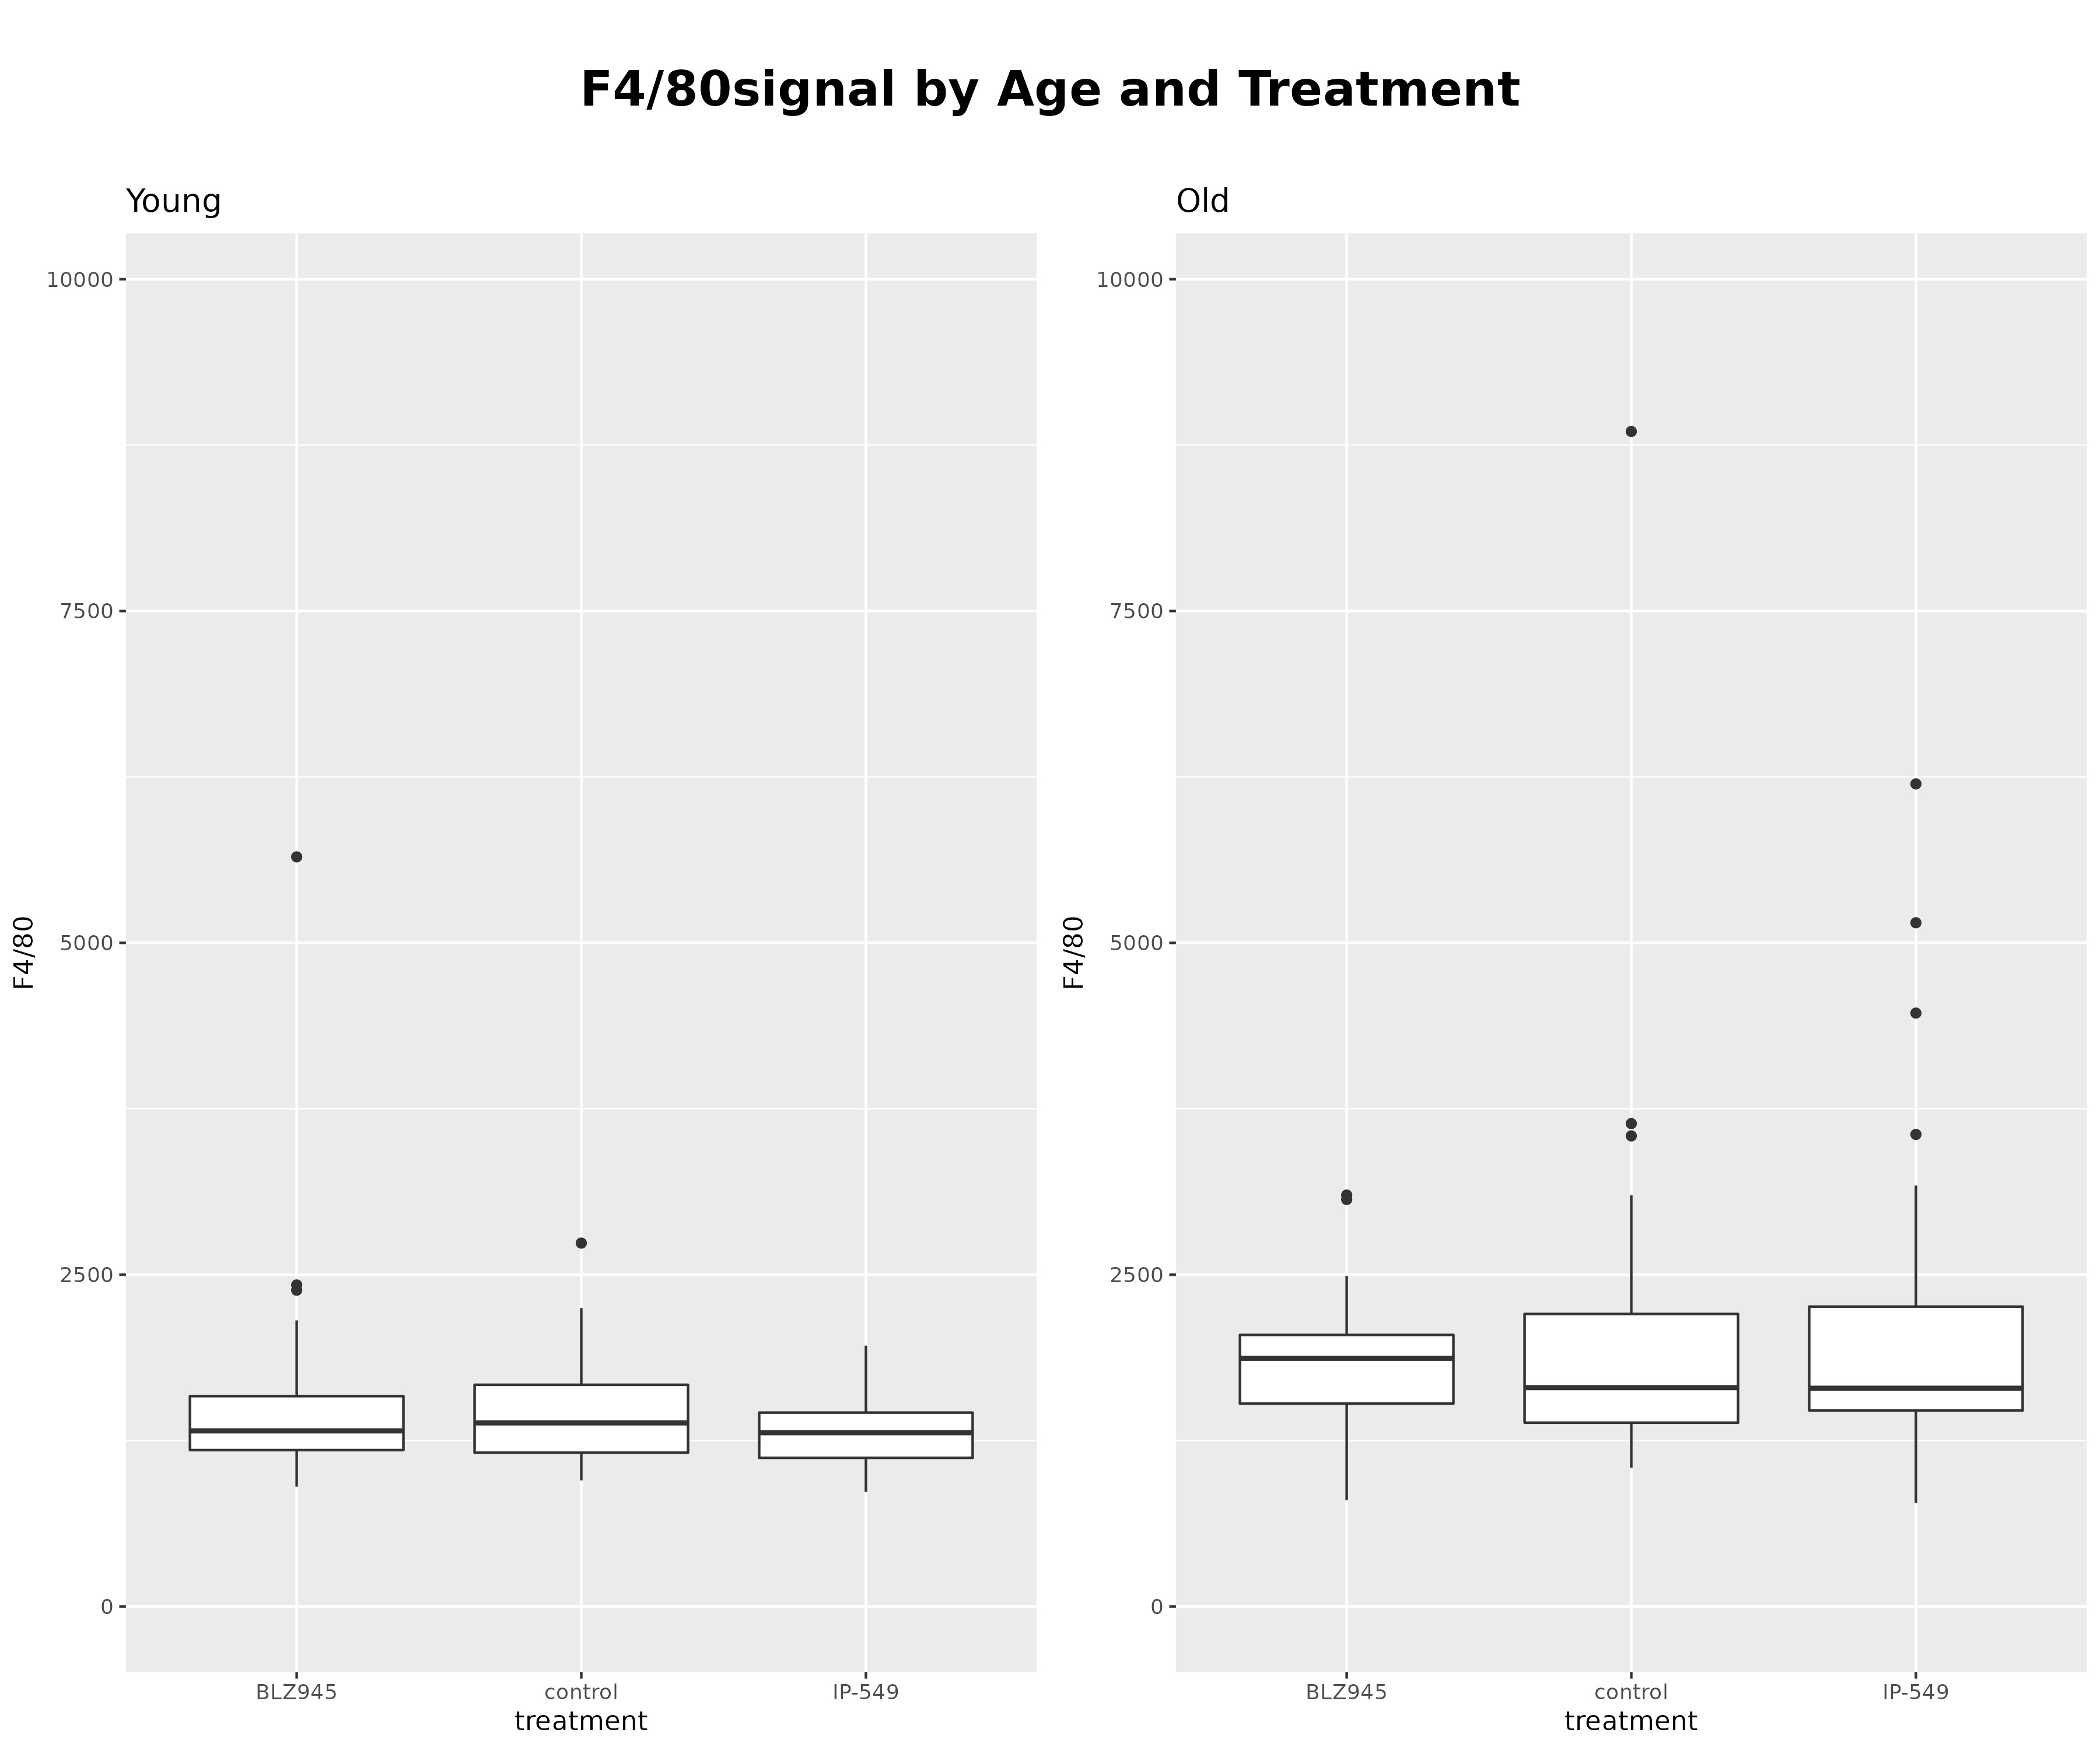 F4/80signal by Age and Treatment
Young
10000
7500
5000
2500
0
F4/80
BLZ945 control IP-549
treatment
Old
10000
7500
5000
2500
0
F4/80
BLZ945 control IP-549
treatment